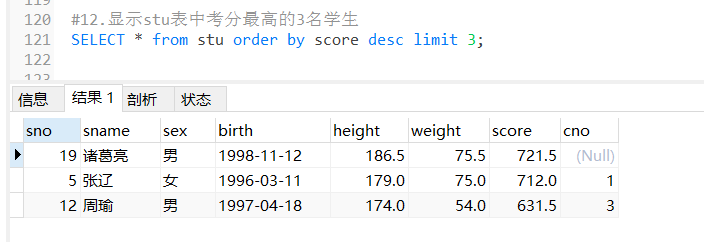 120 #12.显示stu表中考分最高的3名学生
121 SELECT * from stu order by score desc limit 3;
122
信息 结果 1 剖析 状态
sno sname sex birth height weight score cno
19 诸葛亮 男 1998-11-12 186.5 75.5 721.5 (Null)
5 张辽 女 1996-03-11 179.0 75.0 712.0 1
12 周瑜 男 1997-04-18 174.0 54.0 631.5 3